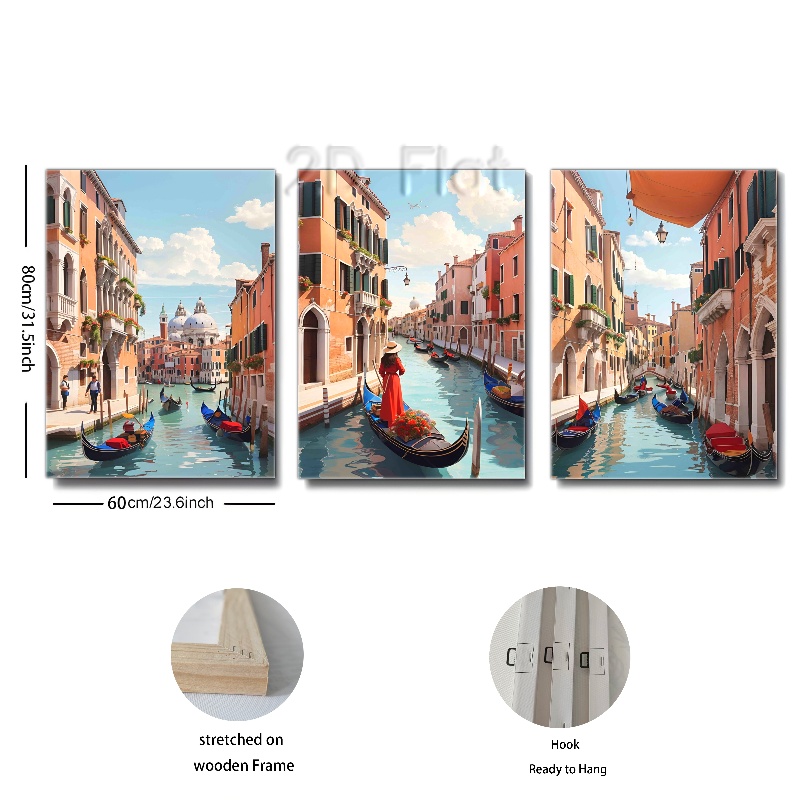 2D Flat
80cm/31.5inch
60cm/23.6inch
stretched on
wooden Frame
Hook
Ready to Hang